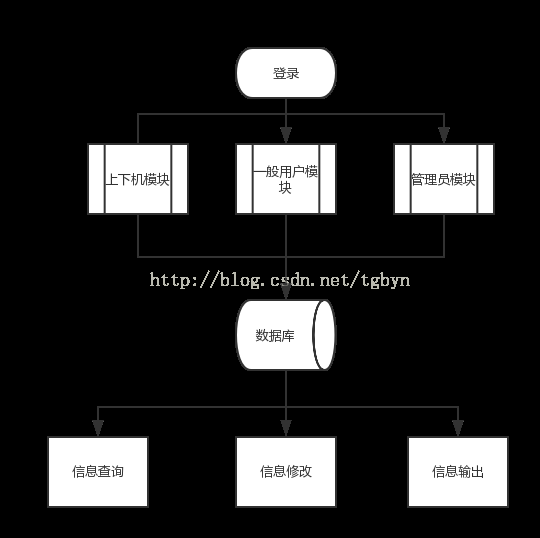 登录
上下机模块
一般用户模
块
管理员模块
http://blog.csdn.net/tgbyn
数据库
信息查询
信息修改
信息输出